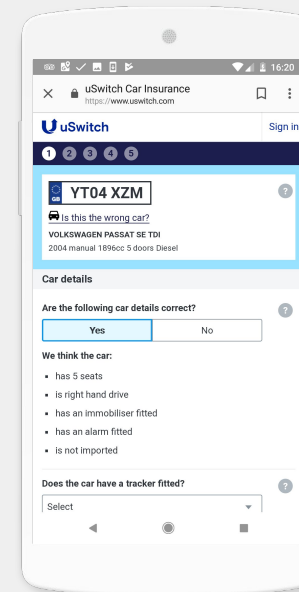 16:20
uSwitch Car Insurance
https://www.uswitch.com
uSwitch
Sign in
1 2 3 4 5
GB
YT04 XZM
?
Is this the wrong car?
VOLKSWAGEN PASSAT SE TDI
2004 manual 1896cc 5 doors Diesel
Car details
Are the following car details correct?
?
Yes
No
We think the car:
has 5 seats
is right hand drive
has an immobiliser fitted
has an alarm fitted
is not imported
Does the car have a tracker fitted?
?
Select